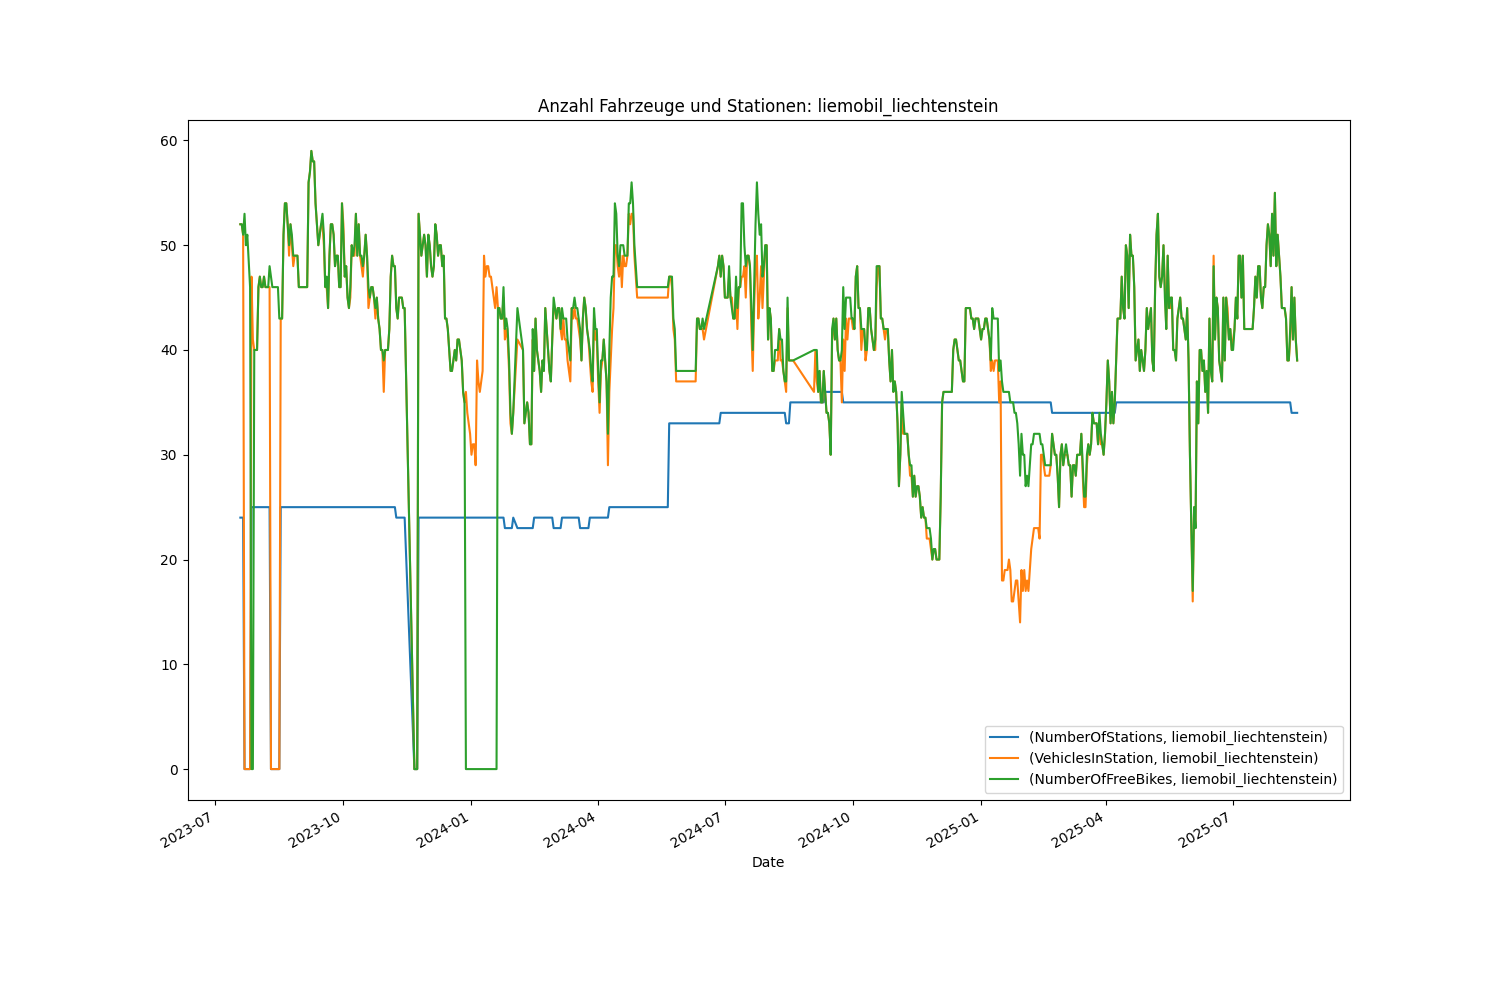 Anzahl Fahrzeuge und Stationen: liemobil_liechtenstein
60
50
40
30
20
10
0
(NumberOfStations, liemobil_liechtenstein)
(VehiclesInStation, liemobil_liechtenstein)
(NumberOfFreeBikes, liemobil_liechtenstein)
2023-07 2023-10 2024-01 2024-04 2024-07 2024-10 2025-01 2025-04 2025-07
Date